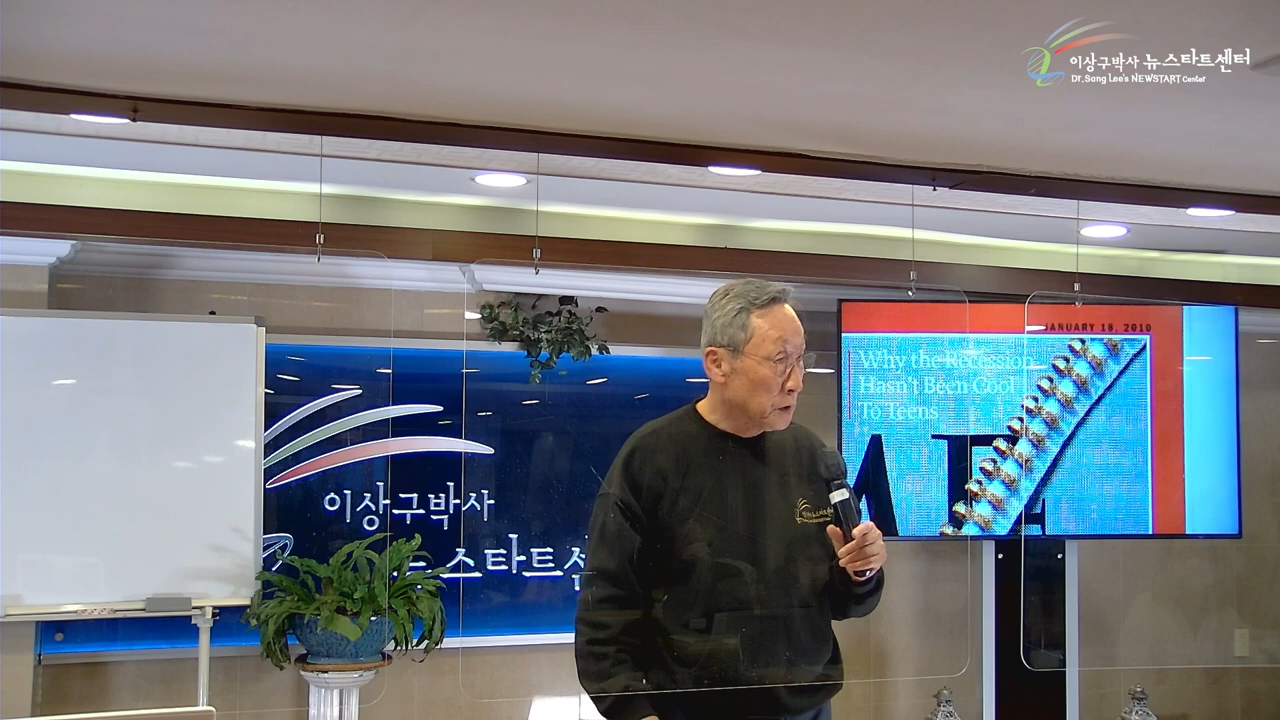 이상구박사 뉴스타트센터
Dr. Sang Lee's NEWSTART Center
JANUARY 18, 2010
Why the Recession
Hasn't Been Cool
To Teens
이상구박사
뉴스타트센